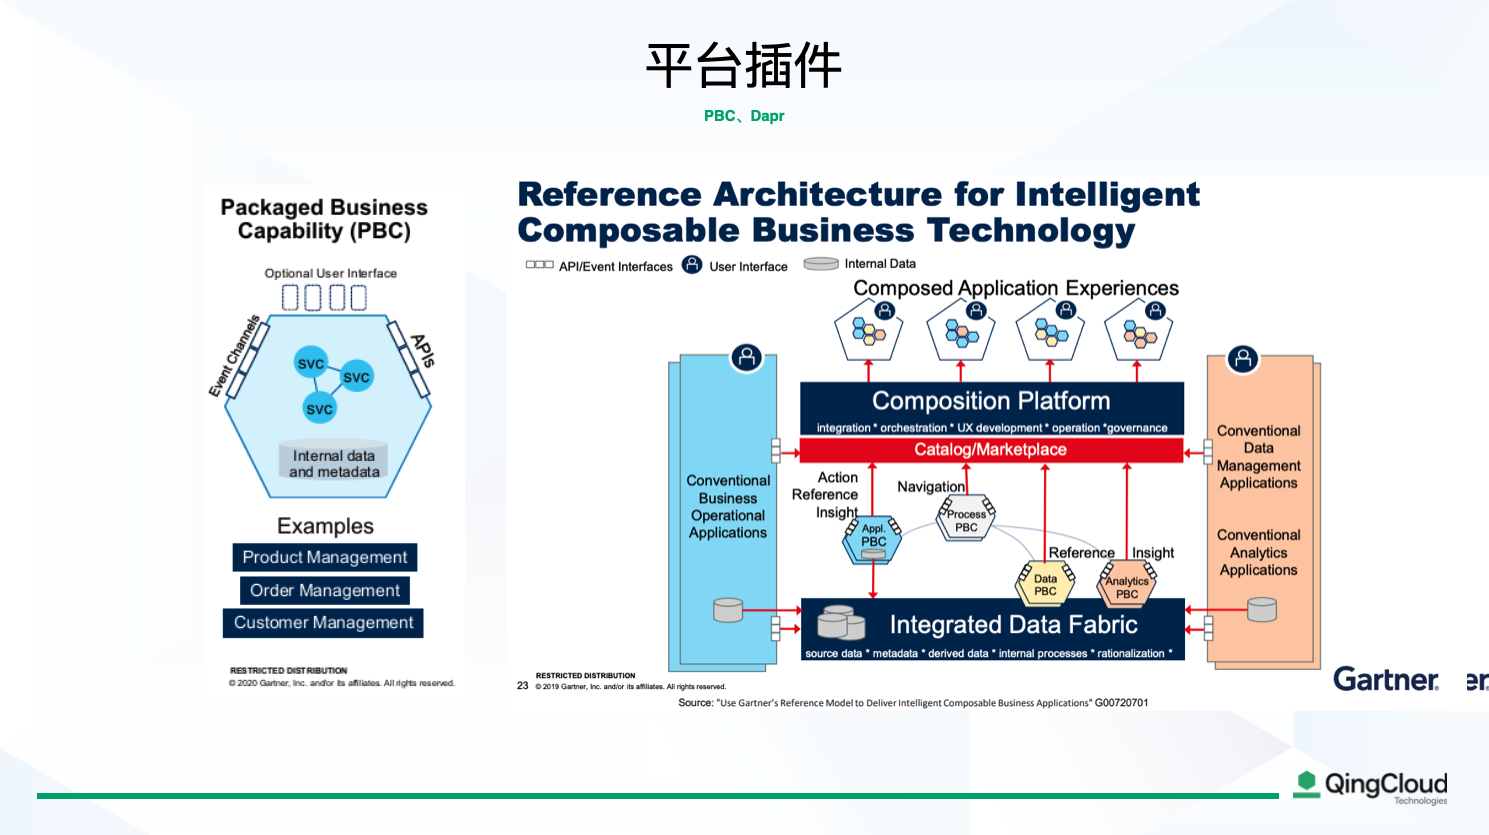 平台插件
PBC、Dapr
Packaged Business
Capability (PBC)
Optional User Interface
Event Channels
APIs
SVC
SVC
SVC
Internal data
and metadata
Examples
Product Management
Order Management
Customer Management
RESTRICTED DISTRIBUTION
© 2020 Gartner, Inc. and/or its affiliates. All rights reserved.
Reference Architecture for Intelligent
Composable Business Technology
API/Event Interfaces
User Interface
Internal Data
Composed Application Experiences
Composition Platform
integration * orchestration * UX development * operation *governance
Catalog/Marketplace
Conventional
Business
Operational
Applications
Action
Reference
Insight
Navigation
Appl.
PBC
Process
PBC
Reference
Insight
Data
PBC
Analytics
PBC
Conventional
Data
Management
Applications
Conventional
Analytics
Applications
Integrated Data Fabric
source data * metadata * derived data * internal processes * rationalization *
RESTRICTED DISTRIBUTION
23 © 2019 Gartner, Inc. and/or its affiliates. All rights reserved.
Gartner.
er.
Source: "Use Gartner's Reference Model to Deliver Intelligent Composable Business Applications" G00720701
QingCloud
Technologies